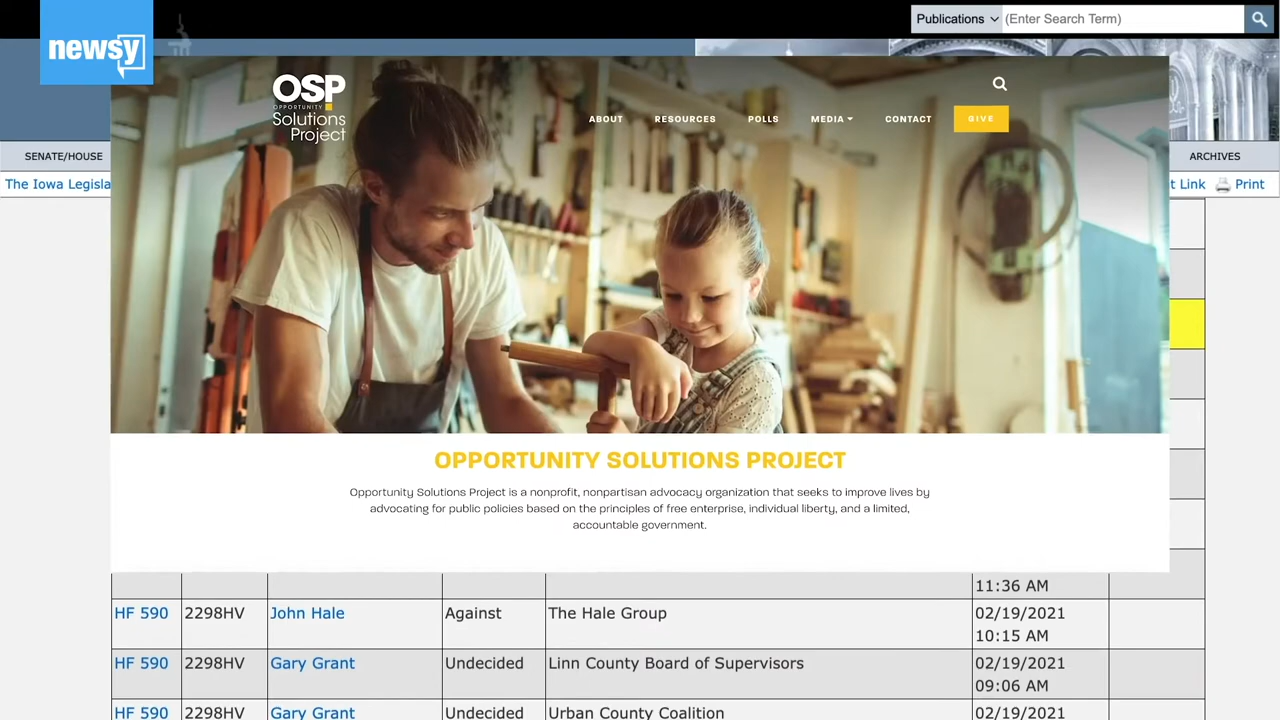 newsy
Publications
(Enter Search Term)
OSP
OPPORTUNITY
Solutions
Project
ABOUT
RESOURCES
POLLS
MEDIA
CONTACT
GIVE
SENATE/HOUSE
ARCHIVES
The Iowa Legisla
t Link
Print
OPPORTUNITY SOLUTIONS PROJECT
Opportunity Solutions Project is a nonprofit, nonpartisan advocacy organization that seeks to improve lives by
advocating for public policies based on the principles of free enterprise, individual liberty, and a limited,
accountable government.
11:36 AM
HF 590 2298HV John Hale Against The Hale Group 02/19/2021
10:15 AM
HF 590 2298HV Gary Grant Undecided Linn County Board of Supervisors 02/19/2021
09:06 AM
HF 590 2298HV Gary Grant Undecided Urban County Coalition 02/19/2021